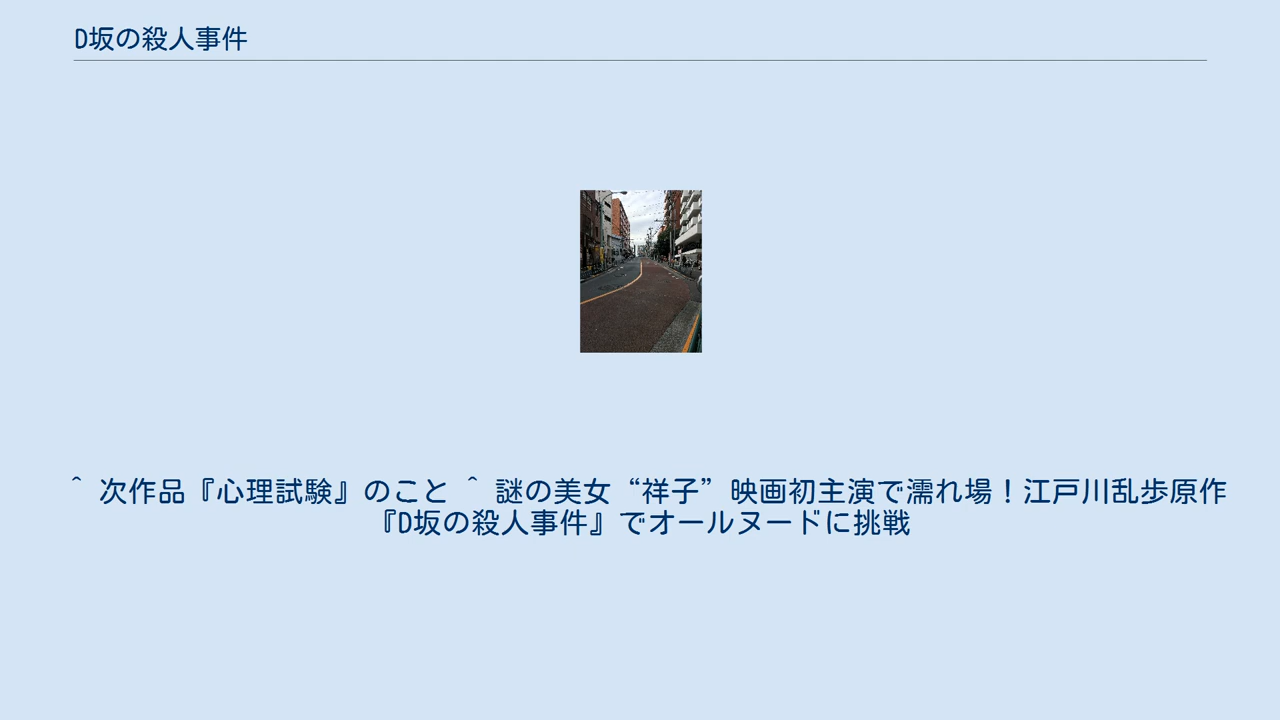 D坂の殺人事件
^ 次作品『心理試験』のこと ^ 謎の美女“祥子”映画初主演で濡れ場！江戸川乱歩原作
『D坂の殺人事件』でオールヌードに挑戦